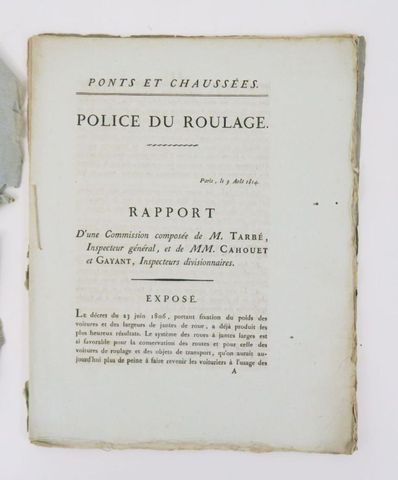 PONTS ET CHAUSSÉES.
POLICE DU ROULAGE.
Paris, le 9 Août 1814.
RAPPORT
D'une Commission composée de M. TARBÉ,
Inspecteur général, et de MM. CAHOUET
et GAYANT, Inspecteurs divisionnaires.
EXPOSÉ.
LE décret du 23 juin 1806, portant fixation du poids des
voitures et des largeurs de jantes de roue, a déjà produit les
plus heureux résultats. Le système des roues à jantes larges est
si favorable pour la conservation des routes et pour celle des
voitures de roulage et des objets de transport, qu'on aurait au-
jourd'hui plus de peine à faire revenir les voituriers à l'usage des
A